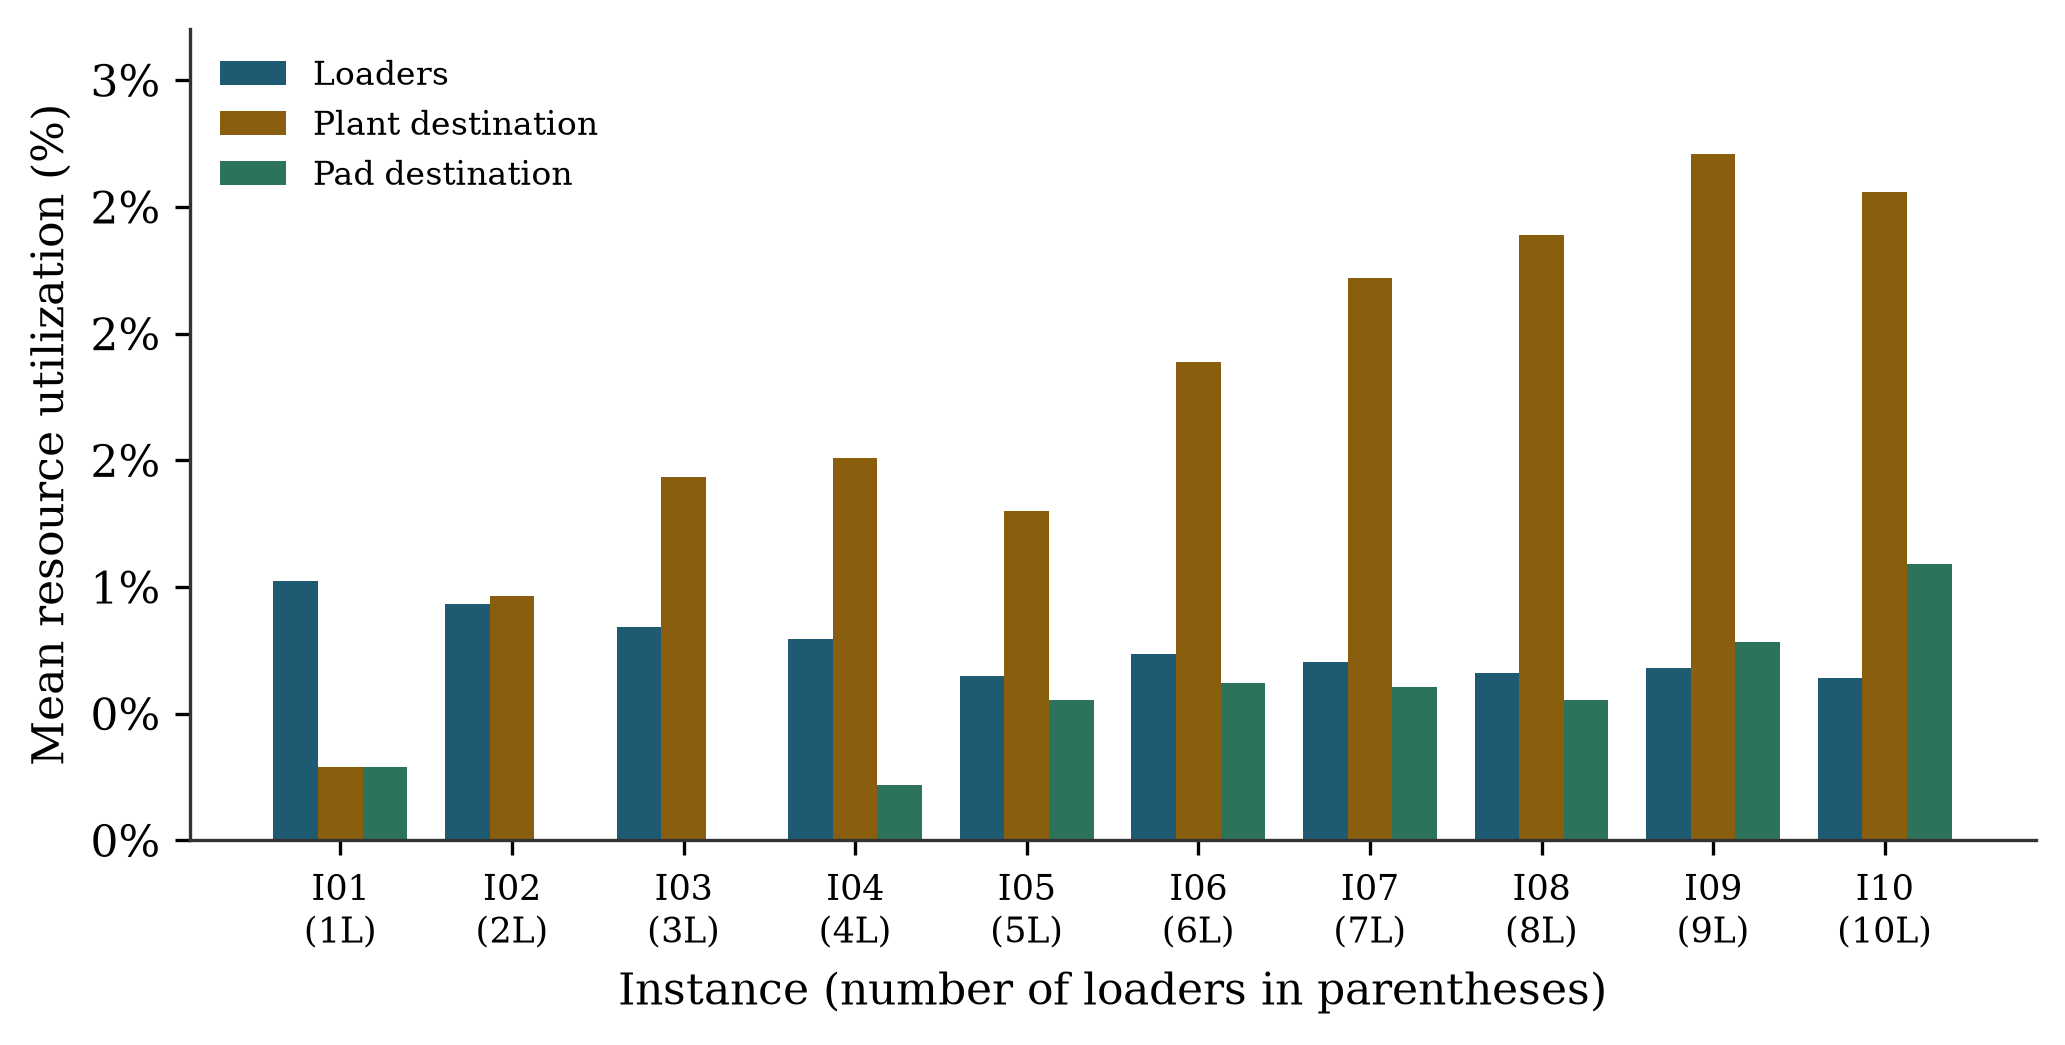 Mean resource utilization (%)
3%
2%
2%
2%
1%
0%
0%
Loaders
Plant destination
Pad destination
I01 I02 I03 I04 I05 I06 I07 I08 I09 I10
(1L) (2L) (3L) (4L) (5L) (6L) (7L) (8L) (9L) (10L)
Instance (number of loaders in parentheses)